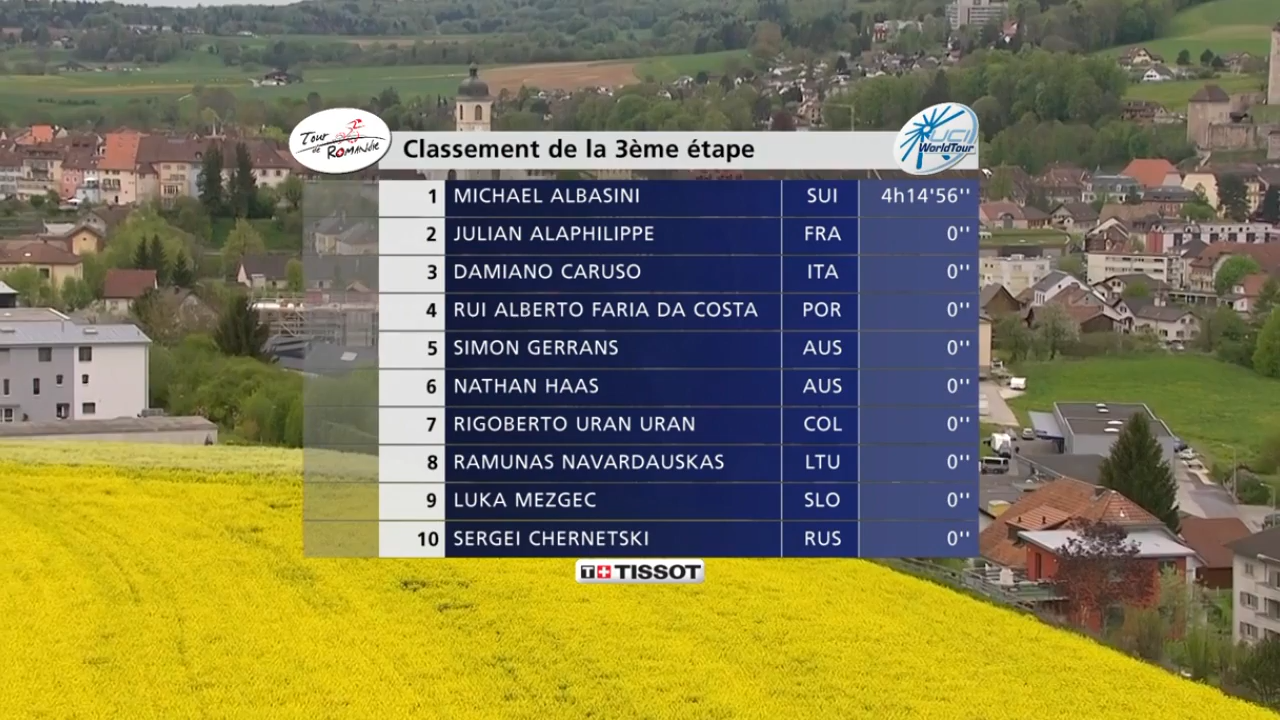 Tour de ROMANDIE
Classement de la 3ème étape
UCI WorldTour
1 MICHAEL ALBASINI SUI 4h14'56''
2 JULIAN ALAPHILIPPE FRA 0''
3 DAMIANO CARUSO ITA 0''
4 RUI ALBERTO FARIA DA COSTA POR 0''
5 SIMON GERRANS AUS 0''
6 NATHAN HAAS AUS 0''
7 RIGOBERTO URAN URAN COL 0''
8 RAMUNAS NAVARDAUSKAS LTU 0''
9 LUKA MEZGEC SLO 0''
10 SERGEI CHERNETSKI RUS 0''
T+ TISSOT